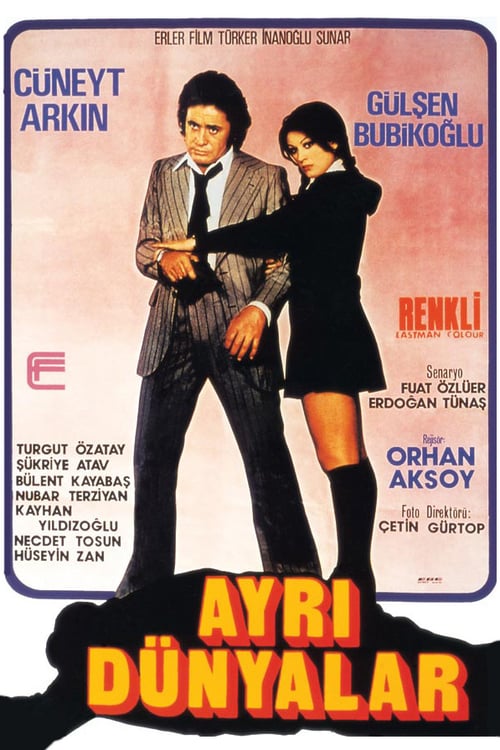 ERLER FİLM TÜRKER İNANOĞLU SUNAR
CÜNEYT
ARKIN
GÜLŞEN
BUBİKOĞLU
RENKLİ
EASTMAN COLOUR
Senaryo
FUAT ÖZLÜER
ERDOĞAN TÜNAŞ
Rejisör:
ORHAN
AKSOY
Foto Direktörü:
ÇETİN GÜRTOP
TURGUT ÖZATAY
ŞÜKRİYE ATAV
BÜLENT KAYABAŞ
NUBAR TERZİYAN
KAYHAN
YILDIZOĞLU
NECDET TOSUN
HÜSEYİN ZAN
AYRI
DÜNYALAR